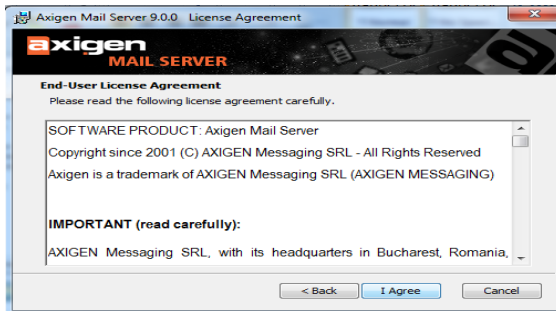 Axigen Mail Server 9.0.0 License Agreement
axigen
MAIL SERVER
End-User License Agreement
Please read the following license agreement carefully.
SOFTWARE PRODUCT: Axigen Mail Server
Copyright since 2001 (C) AXIGEN Messaging SRL - All Rights Reserved
Axigen is a trademark of AXIGEN Messaging SRL (AXIGEN MESSAGING)
IMPORTANT (read carefully):
AXIGEN Messaging SRL, with its headquarters in Bucharest, Romania,
< Back I Agree Cancel